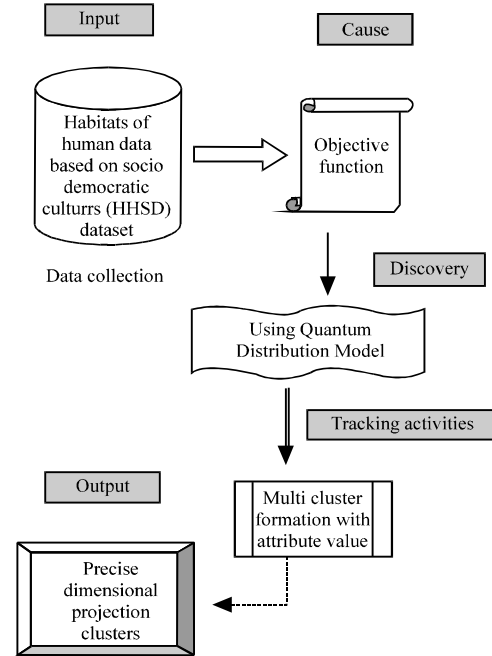 Input
Cause
Habitats of
human data
based on socio
democratic
culturrs (HHSD)
dataset
Objective
function
Data collection
Discovery
Using Quantum
Distribution Model
Tracking activities
Output
Multi cluster
formation with
attribute value
Precise
dimensional
projection
clusters